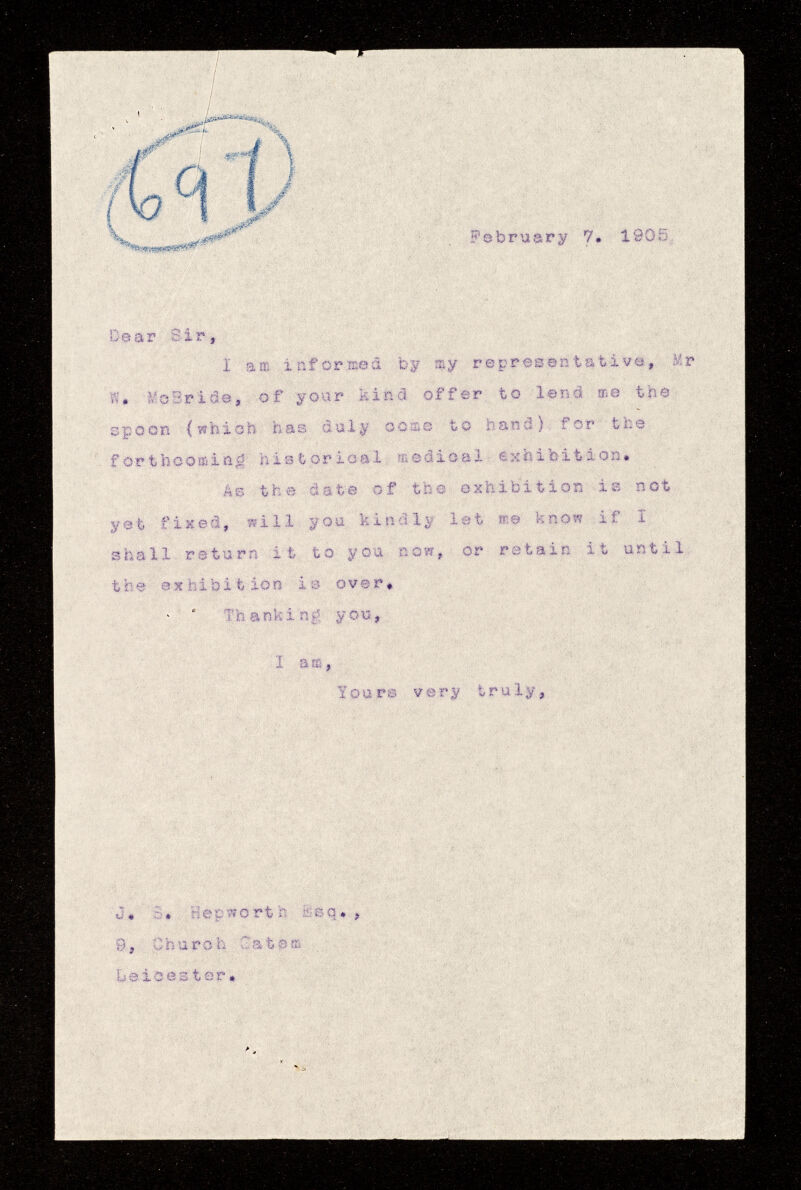 697
February 7. 1905.
Dear Sir,
I am informed by my representative, Mr
W. McBride, of your kind offer to lend me the
spoon (which has duly come to hand) for the
forthcoming historical medical exhibition.
As the date of the exhibition is not
yet fixed, will you kindly let me know if I
shall return it to you now, or retain it until
the exhibition is over.
Thanking you,
I am,
Yours very truly,
J. S. Hepworth Esq.,
9, Church Gatem
Leicester.